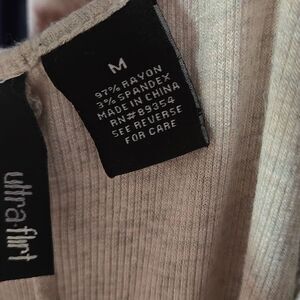 M
97% RAYON
3% SPANDEX
MADE IN CHINA
RN#89354
SEE REVERSE
FOR CARE
ultra flirt